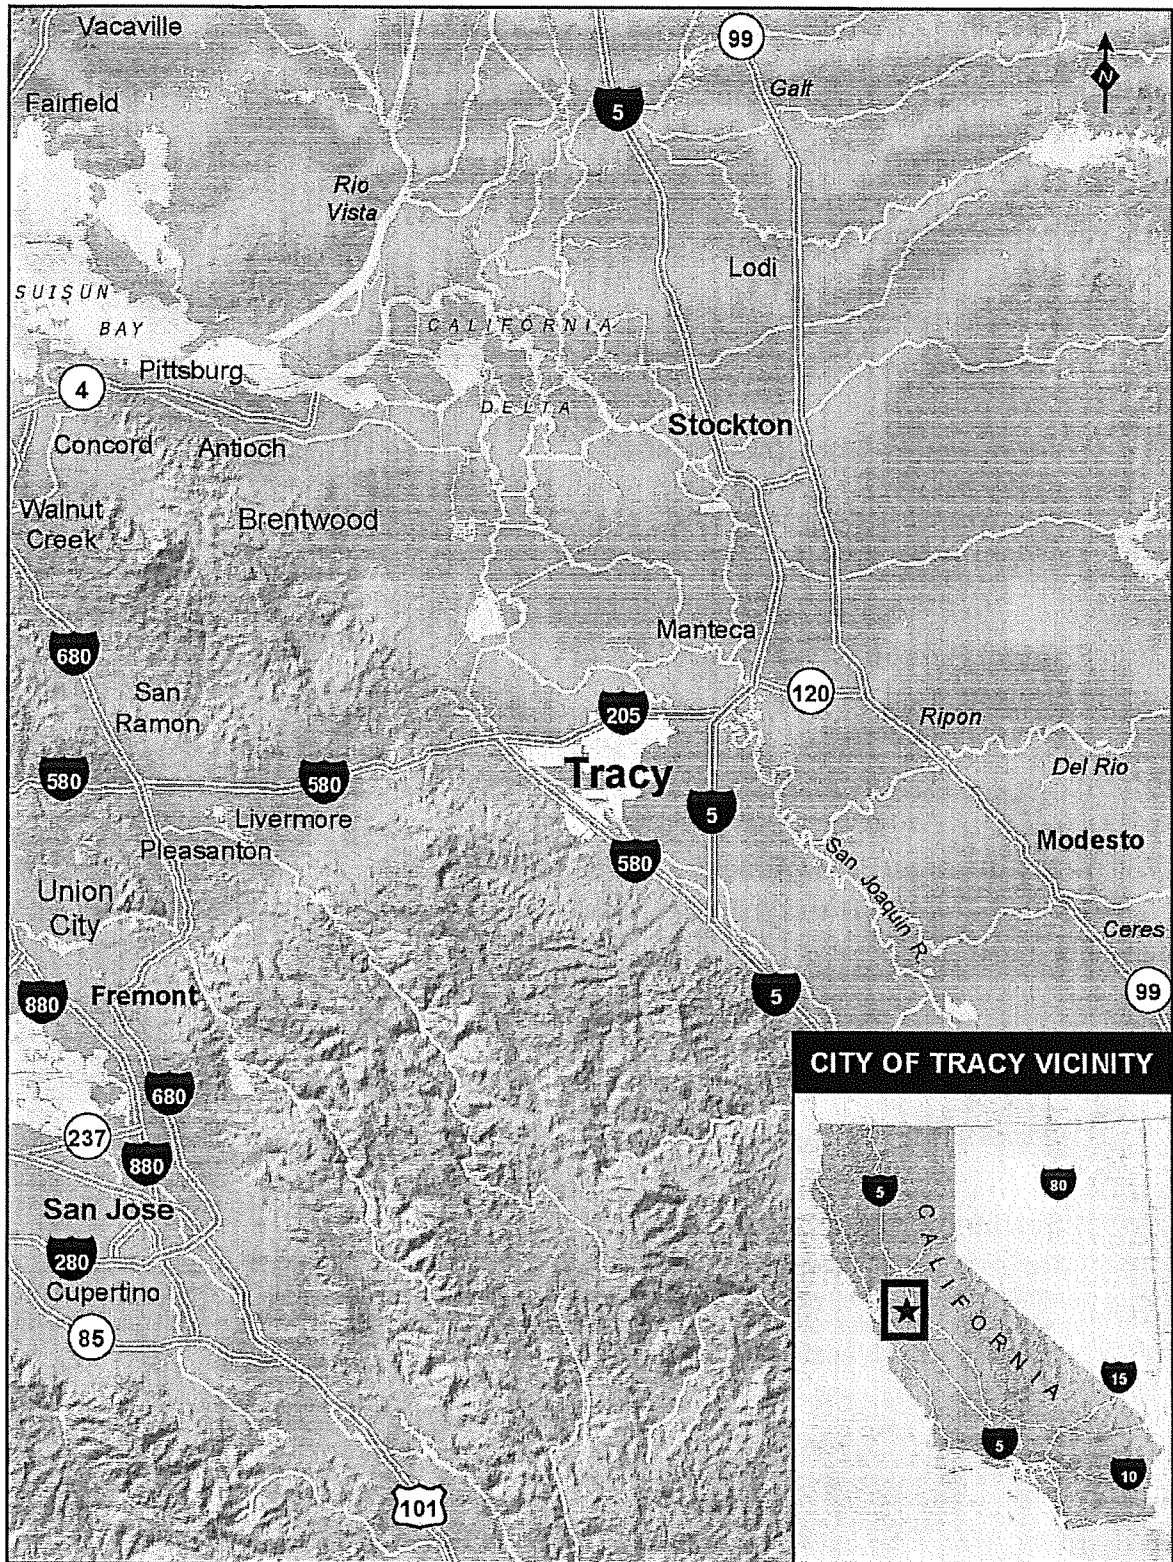 Vacaville
99
N
Galt
Fairfield
5
Rio
Vista
Lodi
SUISUN
BAY
CALIFORNIA
Pittsburg
4
DELTA
Stockton
Concord
Antioch
Walnut
Creek
Brentwood
Manteca
680
San
Ramon
120
205
Ripon
580
580
Tracy
Del Rio
5
Livermore
Pleasanton
580
Modesto
San Joaquin R.
Union
City
Ceres
880
Fremont
5
99
CITY OF TRACY VICINITY
680
237
880
5
80
CALIFORNIA
San Jose
280
Cupertino
85
15
5
10
101